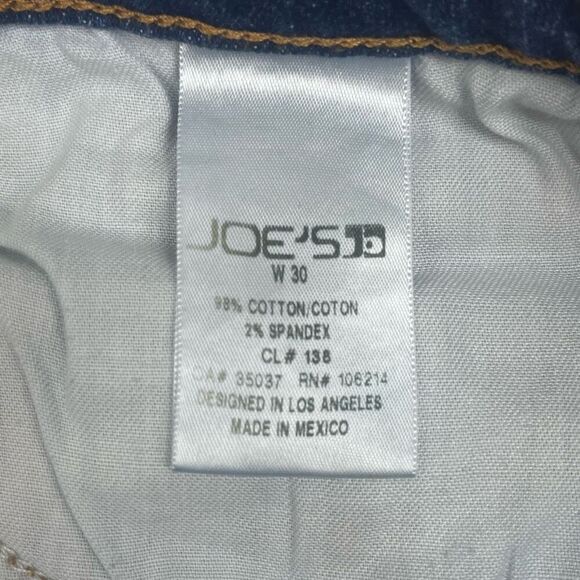 JOE'S
W 30
98% COTTON/COTON
2% SPANDEX
CL# 138
CA# 35037 RN# 106214
DESIGNED IN LOS ANGELES
MADE IN MEXICO